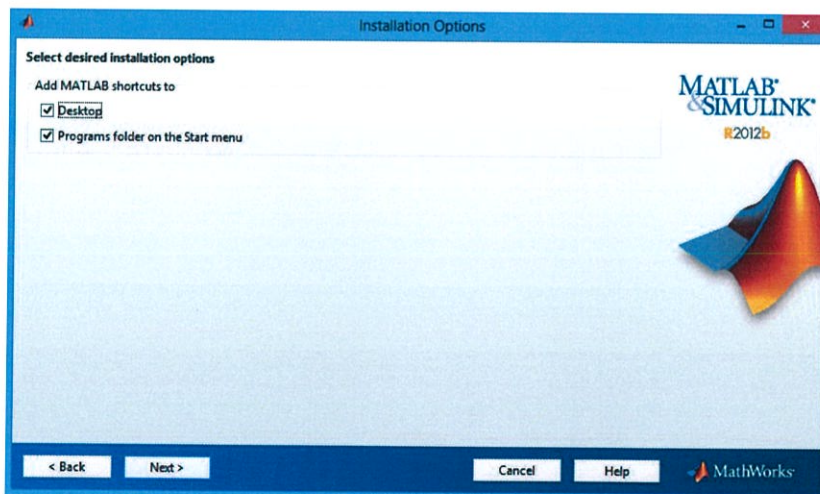 Installation Options
Select desired installation options
Add MATLAB shortcuts to
Desktop
Programs folder on the Start menu
MATLAB®
&SIMULINK®
R2012b
< Back
Next >
Cancel
Help
MathworkS